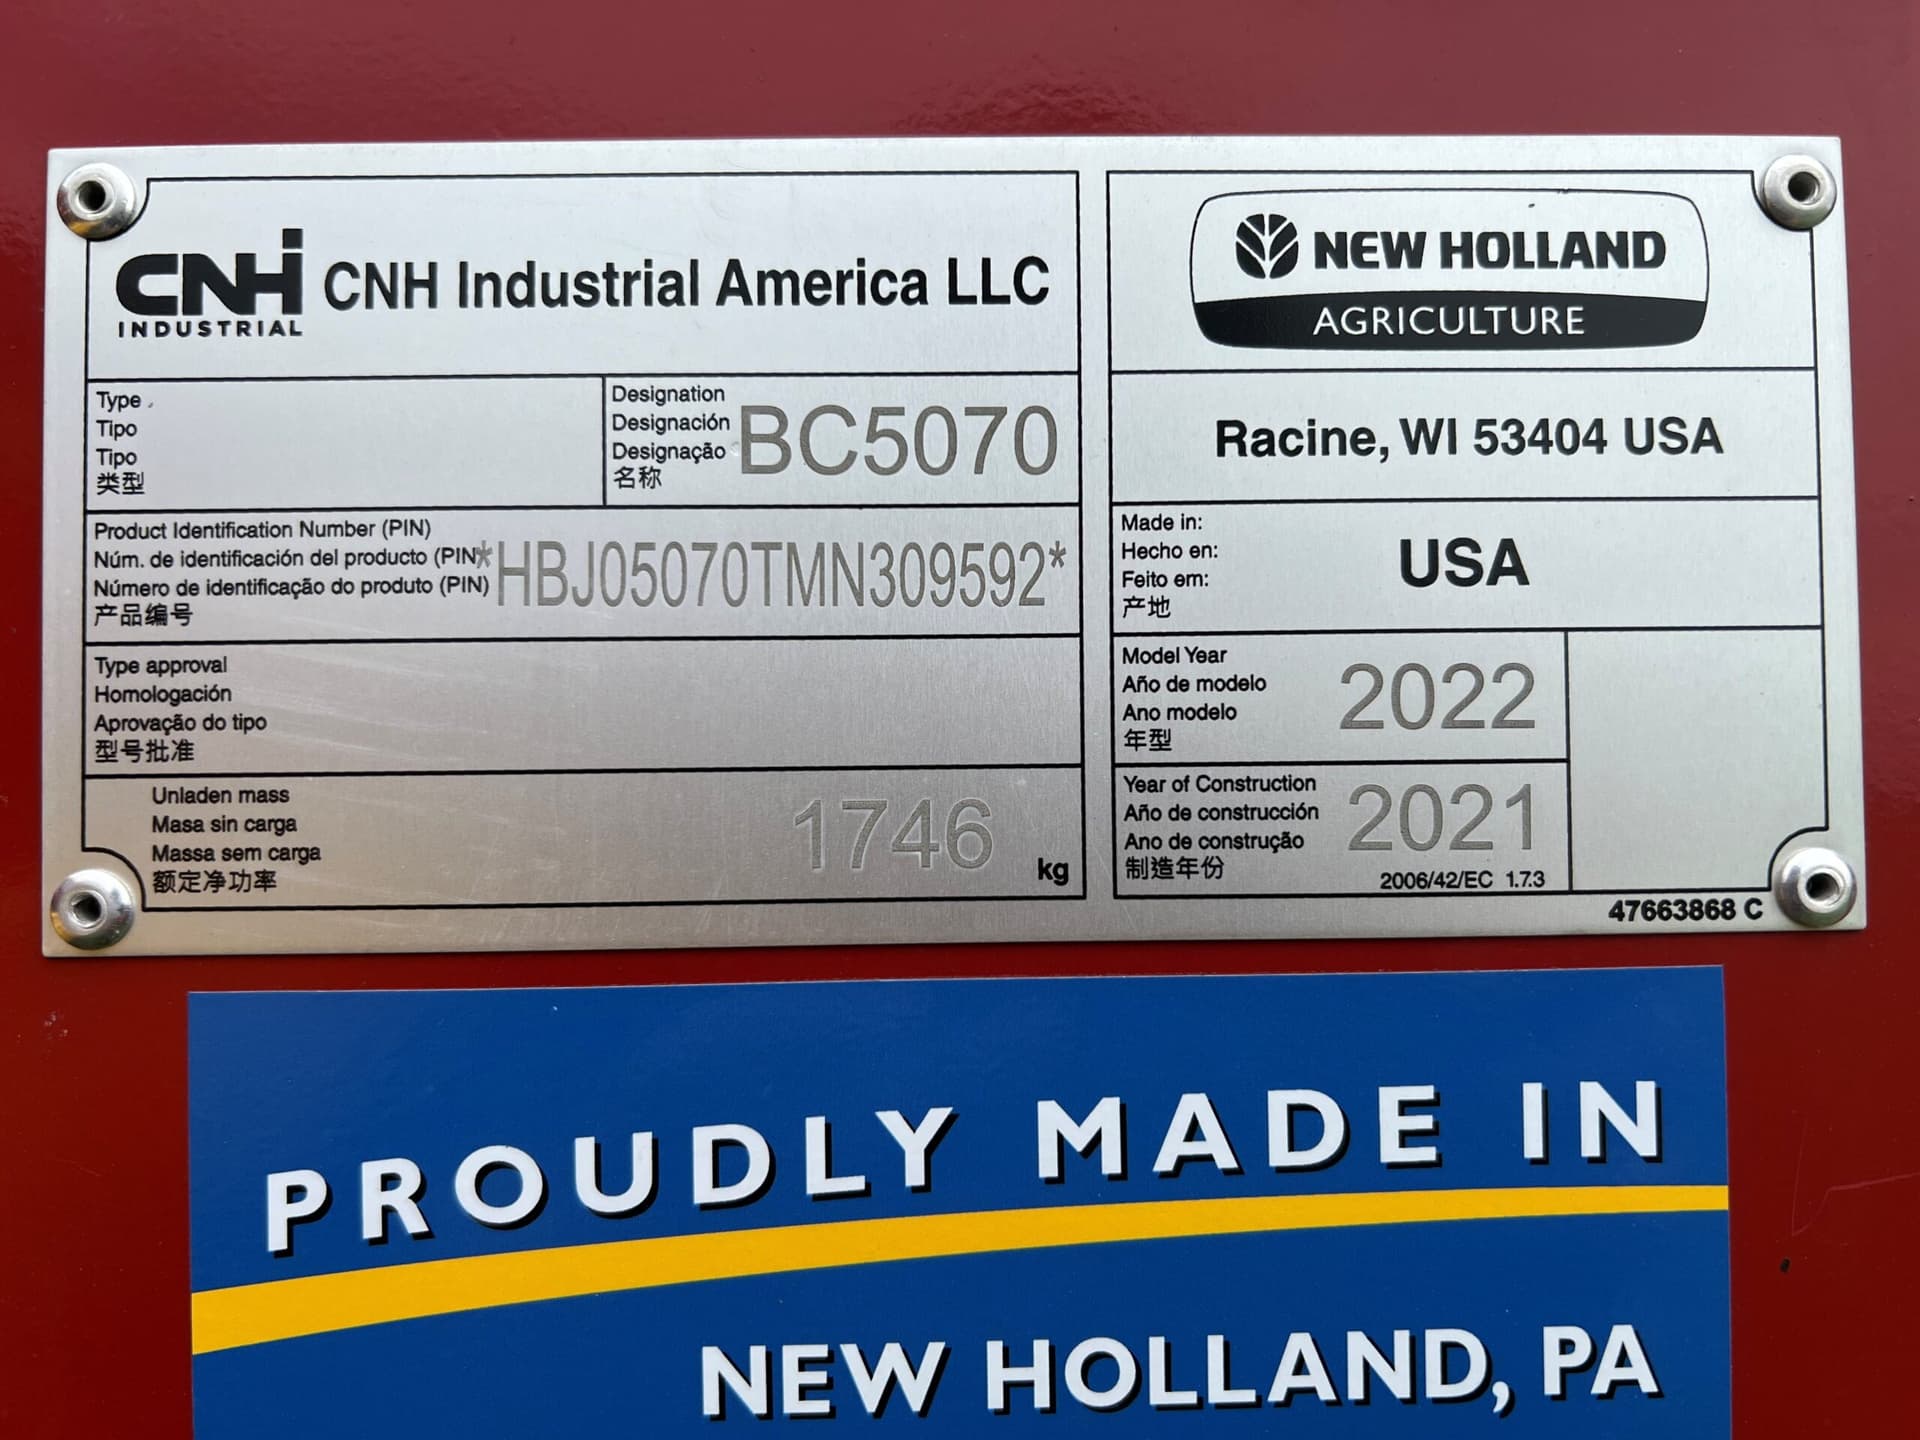 CNH INDUSTRIAL CNH Industrial America LLC
Type
Tipo
Tipo
类型
Designation
Designación
Designação
名称
BC5070
Product Identification Number (PIN)
Núm. de identificación del producto (PIN)
Número de identificação do produto (PIN)
产品编号
*HBJ05070TMN309592*
Type approval
Homologación
Aprovação do tipo
型号批准
Unladen mass
Masa sin carga
Massa sem carga
额定净功率
1746 kg
NEW HOLLAND
AGRICULTURE
Racine, WI 53404 USA
Made in:
Hecho en:
Feito em:
产地
USA
Model Year
Año de modelo
Ano modelo
年型
2022
Year of Construction
Año de construcción
Ano de construção
制造年份
2021
2006/42/EC 1.7.3
47663868 C
PROUDLY MADE IN
NEW HOLLAND, PA